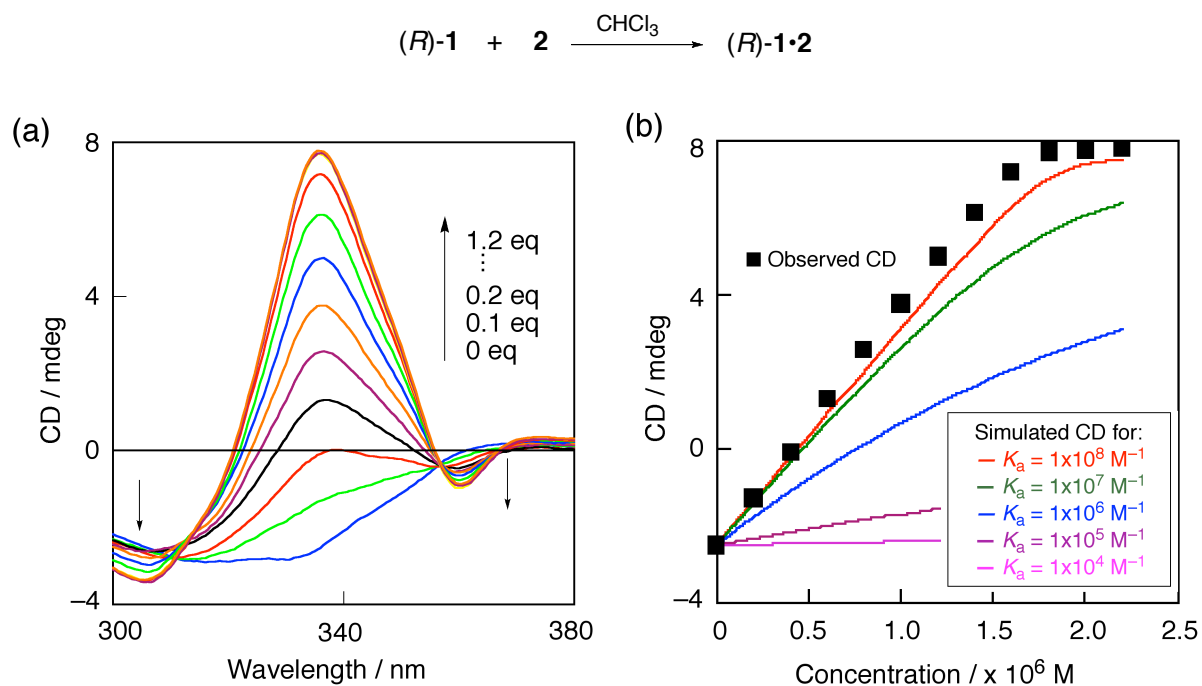 CHCl3
(R)-1 + 2 (R)-1•2
(a)
8
4
0
–4
CD / mdeg
1.2 eq
0.2 eq
0.1 eq
0 eq
300
340
380
Wavelength / nm
(b)
8
4
0
–4
CD / mdeg
Observed CD
Simulated CD for:
Ka = 1x10^8 M^–1
Ka = 1x10^7 M^–1
Ka = 1x10^6 M^–1
Ka = 1x10^5 M^–1
Ka = 1x10^4 M^–1
0
0.5
1.0
1.5
2.0
2.5
Concentration / x 10^6 M